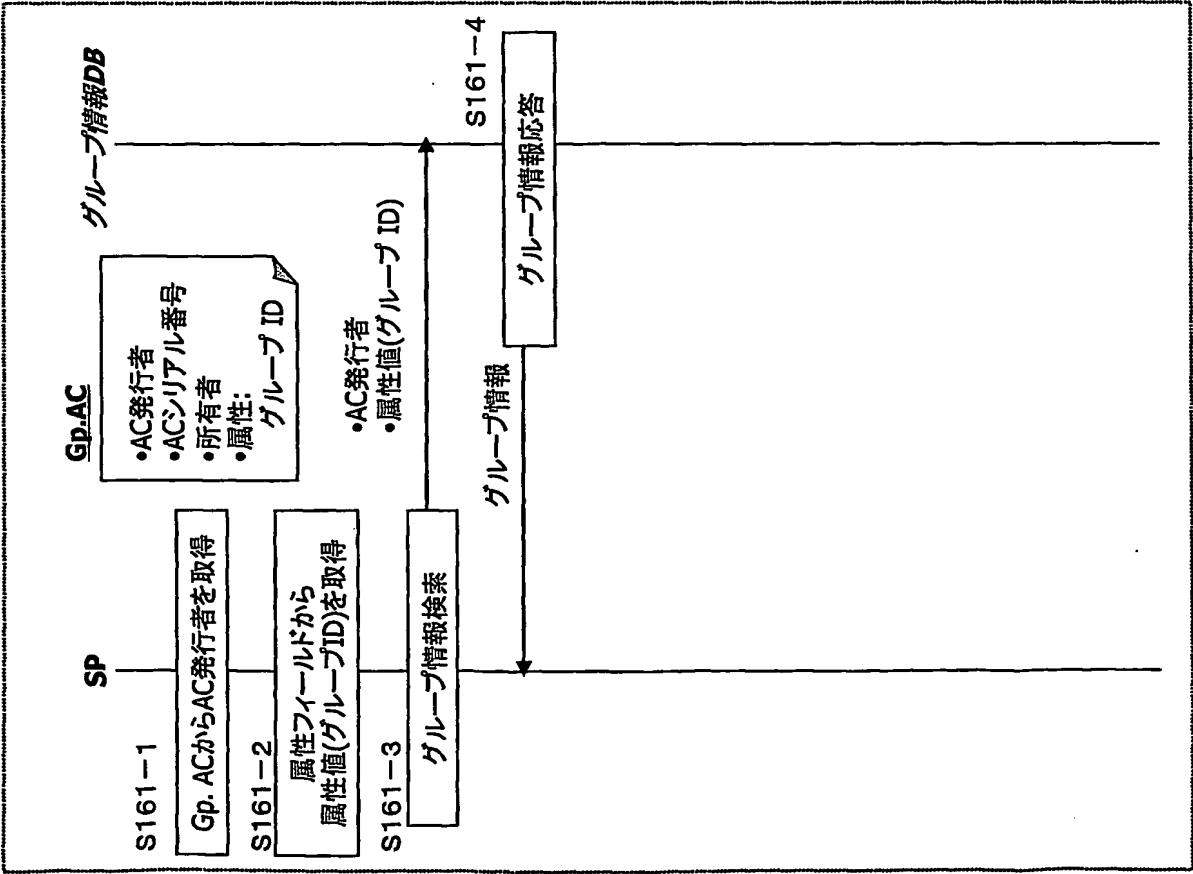 SP
Gp.AC
グループ情報DB
•AC発行者
•ACシリアル番号
•所有者
•属性:
グループ ID
S161−1
Gp. ACからAC発行者を取得
S161−2
属性フィールドから
属性値(グループID)を取得
S161−3
グループ情報検索
•AC発行者
•属性値(グループ ID)
S161−4
グループ情報応答
グループ情報